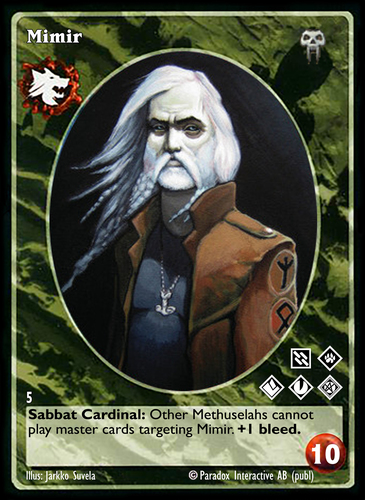 Mimir
5
Sabbat Cardinal: Other Methuselahs cannot
play master cards targeting Mimir. +1 bleed.
10
Illus: Jarkko Suvela © Paradox Interactive AB (publ)